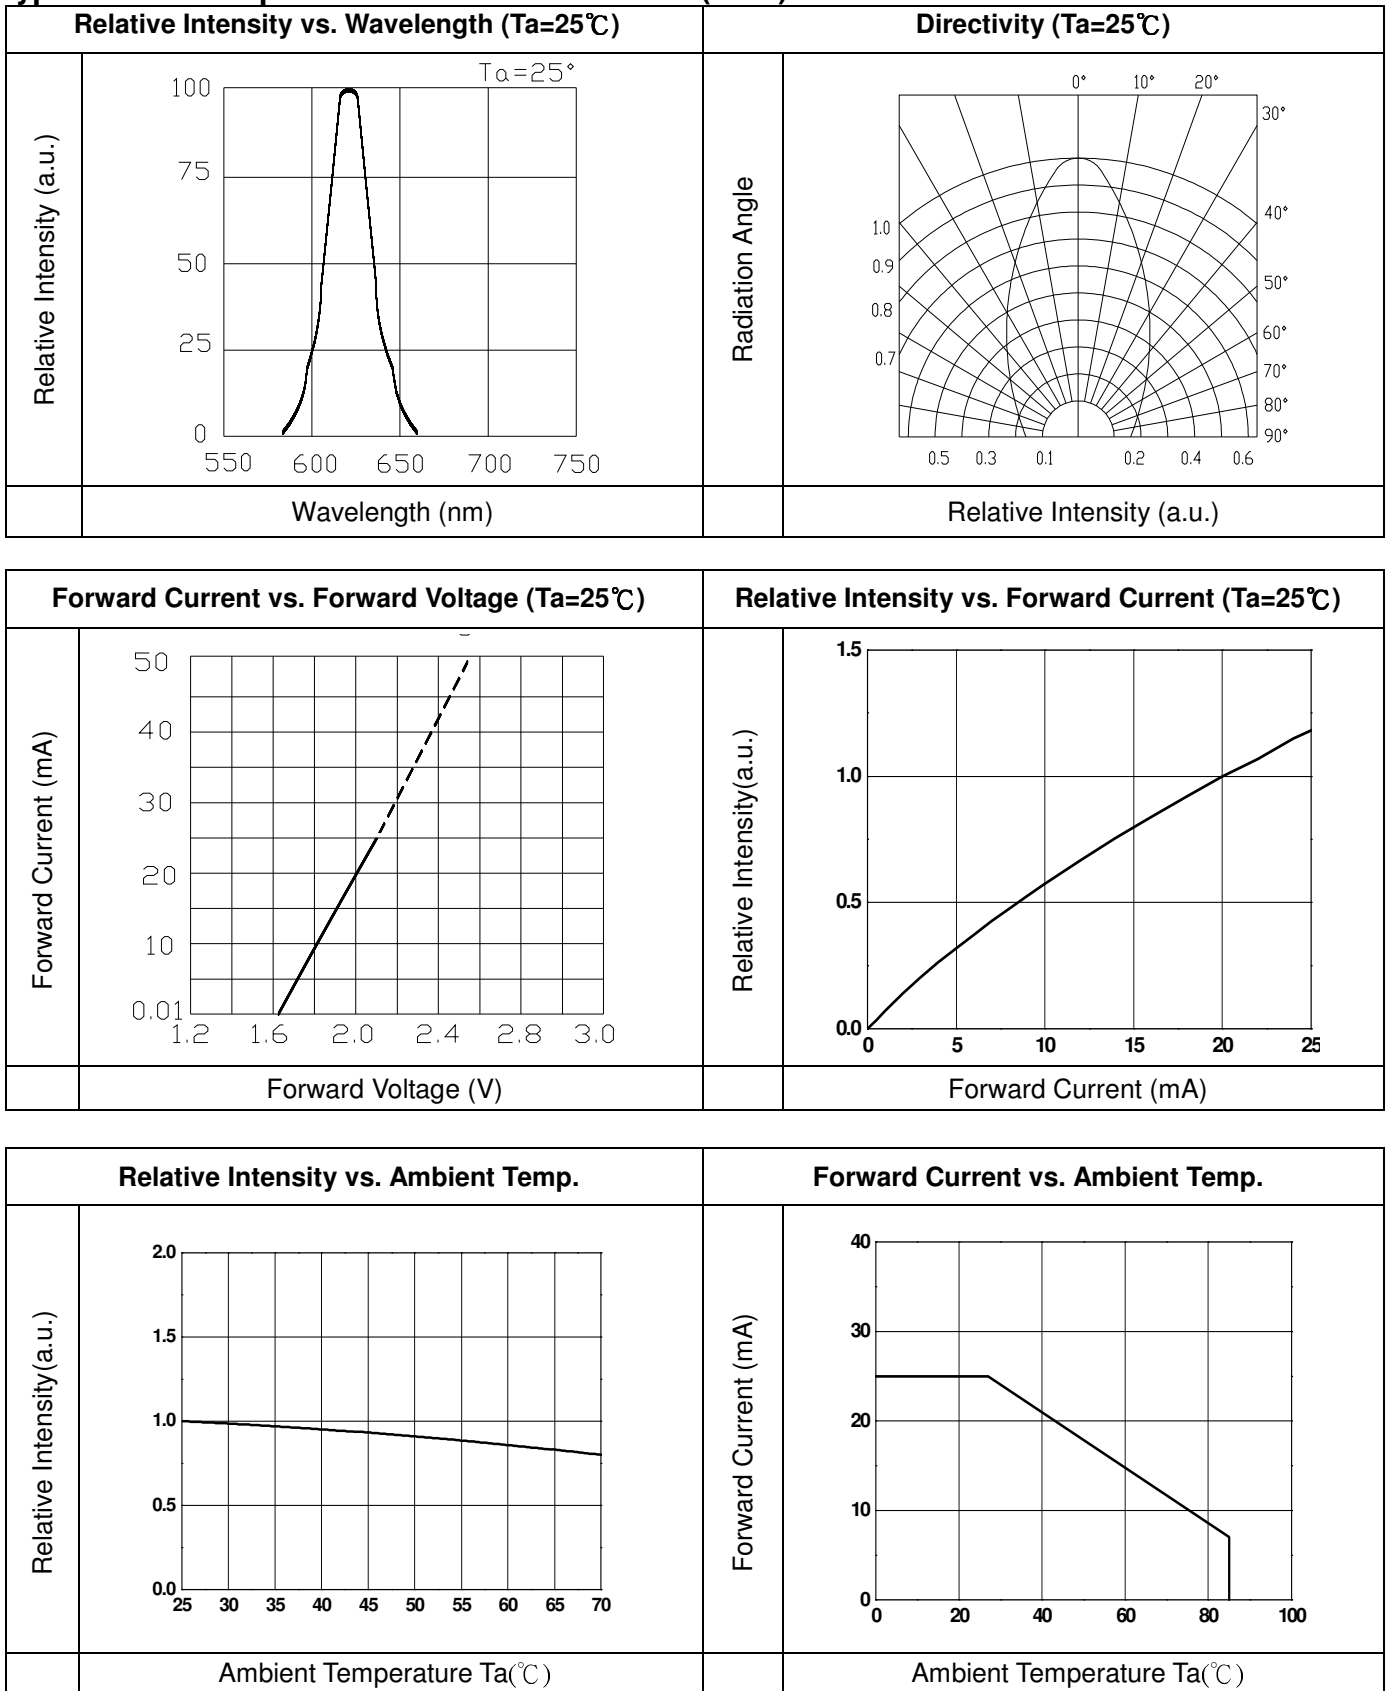 Relative Intensity vs. Wavelength (Ta=25℃)
Directivity (Ta=25℃)
Relative Intensity (a.u.)
Ta=25°
100
75
50
25
0
550 600 650 700 750
Wavelength (nm)
Radiation Angle
0° 10° 20°
30°
40°
50°
60°
70°
80°
90°
1.0
0.9
0.8
0.7
0.5 0.3 0.1 0.2 0.4 0.6
Relative Intensity (a.u.)
Forward Current vs. Forward Voltage (Ta=25℃)
Relative Intensity vs. Forward Current (Ta=25℃)
Forward Current (mA)
50
40
30
20
10
0.01
1.2 1.6 2.0 2.4 2.8 3.0
Forward Voltage (V)
Relative Intensity(a.u.)
1.5
1.0
0.5
0.0
0 5 10 15 20 25
Forward Current (mA)
Relative Intensity vs. Ambient Temp.
Forward Current vs. Ambient Temp.
Relative Intensity(a.u.)
2.0
1.5
1.0
0.5
0.0
25 30 35 40 45 50 55 60 65 70
Ambient Temperature Ta(℃)
Forward Current (mA)
40
30
20
10
0
0 20 40 60 80 100
Ambient Temperature Ta(℃)